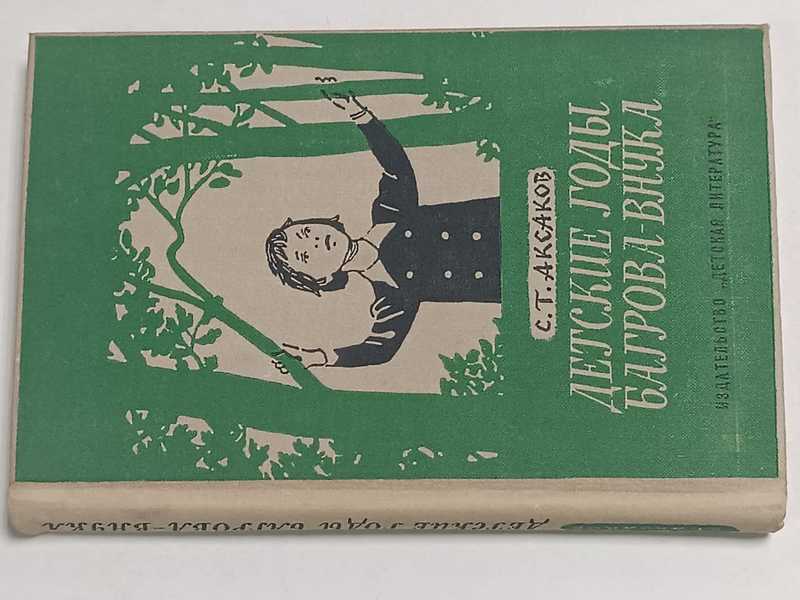 С.Т. АКСАКОВ
ДЕТСКИЕ ГОДЫ
БАГРОВА-ВНУКА
ИЗДАТЕЛЬСТВО „ДЕТСКАЯ ЛИТЕРАТУРА“
ДЕТСКИЕ ГОДЫ БАГРОВА-ВНУКА